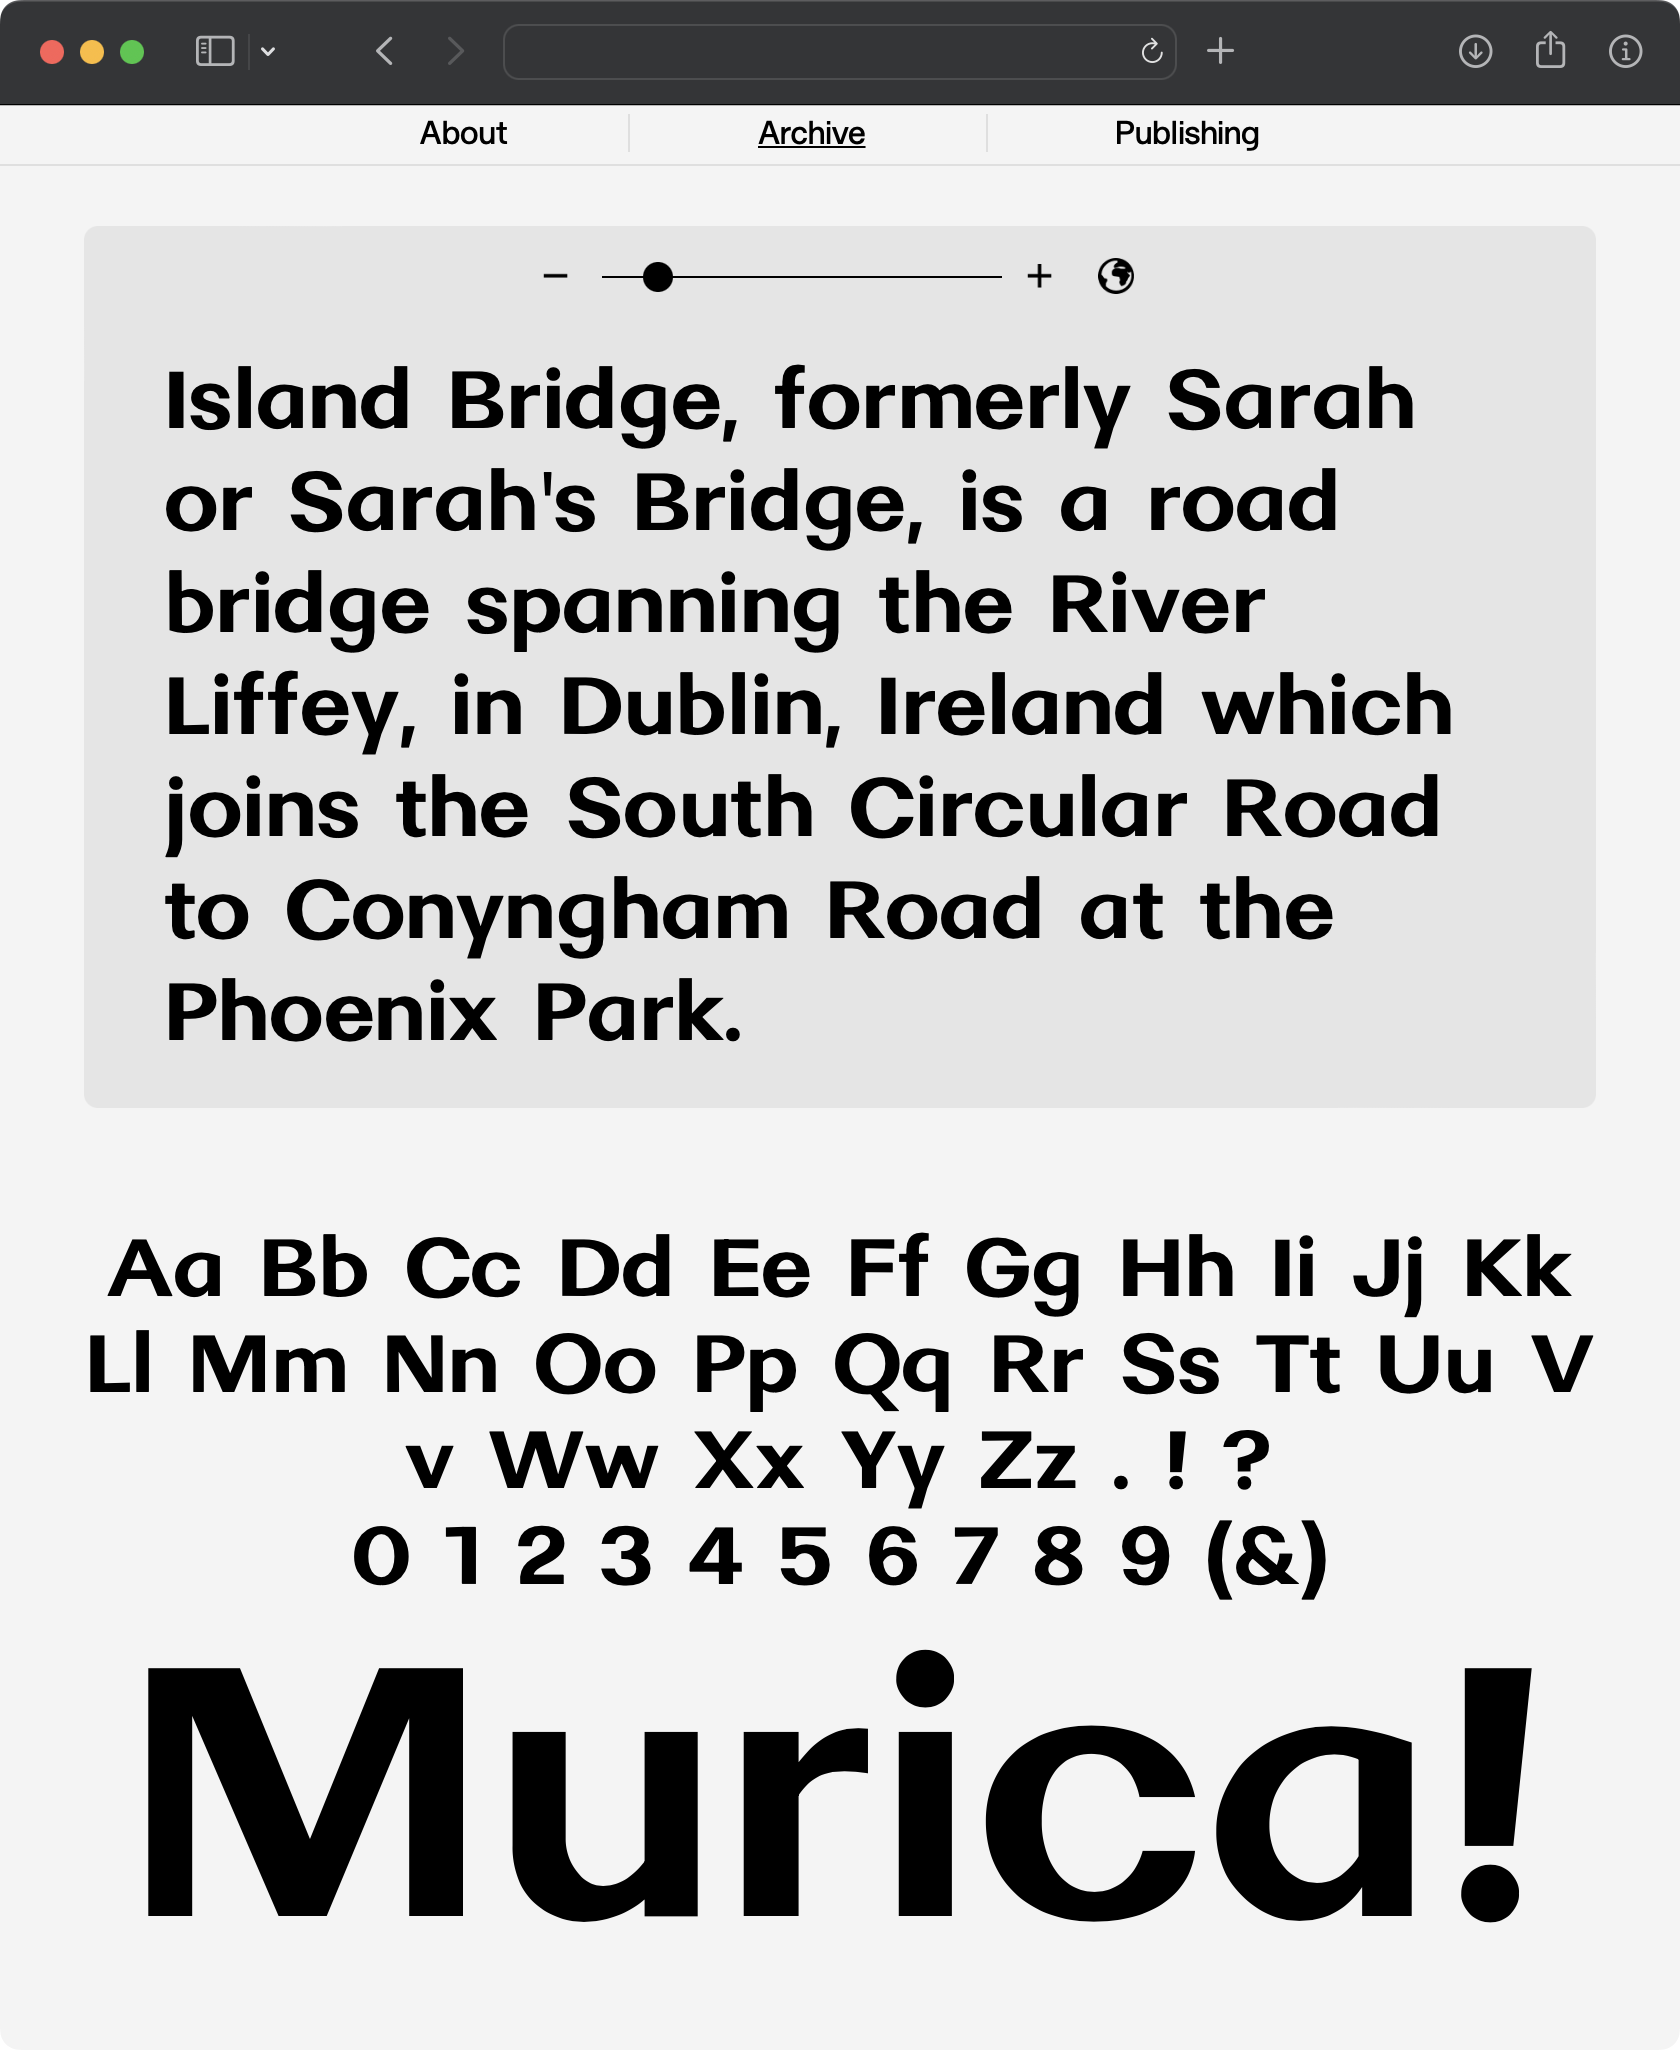 About Archive Publishing
Island Bridge, formerly Sarah
or Sarah's Bridge, is a road
bridge spanning the River
Liffey, in Dublin, Ireland which
joins the South Circular Road
to Conyngham Road at the
Phoenix Park.
Aa Bb Cc Dd Ee Ff Gg Hh Ii Jj Kk
Ll Mm Nn Oo Pp Qq Rr Ss Tt Uu V
v Ww Xx Yy Zz . ! ?
0 1 2 3 4 5 6 7 8 9 (&)
Murica!